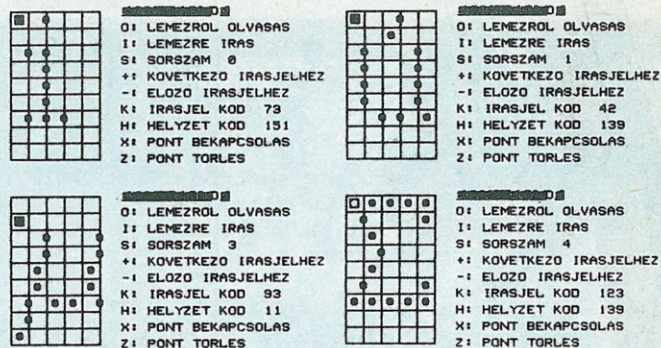 O: LEMEZROL OLVASAS
I: LEMEZRE IRAS
S: SORSZAM 0
+: KOVETKEZO IRASJELHEZ
-: ELOZO IRASJELHEZ
K: IRASJEL KOD 73
H: HELYZET KOD 151
X: PONT BEKAPCSOLAS
Z: PONT TORLES
O: LEMEZROL OLVASAS
I: LEMEZRE IRAS
S: SORSZAM 1
+: KOVETKEZO IRASJELHEZ
-: ELOZO IRASJELHEZ
K: IRASJEL KOD 42
H: HELYZET KOD 139
X: PONT BEKAPCSOLAS
Z: PONT TORLES
O: LEMEZROL OLVASAS
I: LEMEZRE IRAS
S: SORSZAM 3
+: KOVETKEZO IRASJELHEZ
-: ELOZO IRASJELHEZ
K: IRASJEL KOD 93
H: HELYZET KOD 11
X: PONT BEKAPCSOLAS
Z: PONT TORLES
O: LEMEZROL OLVASAS
I: LEMEZRE IRAS
S: SORSZAM 4
+: KOVETKEZO IRASJELHEZ
-: ELOZO IRASJELHEZ
K: IRASJEL KOD 123
H: HELYZET KOD 139
X: PONT BEKAPCSOLAS
Z: PONT TORLES